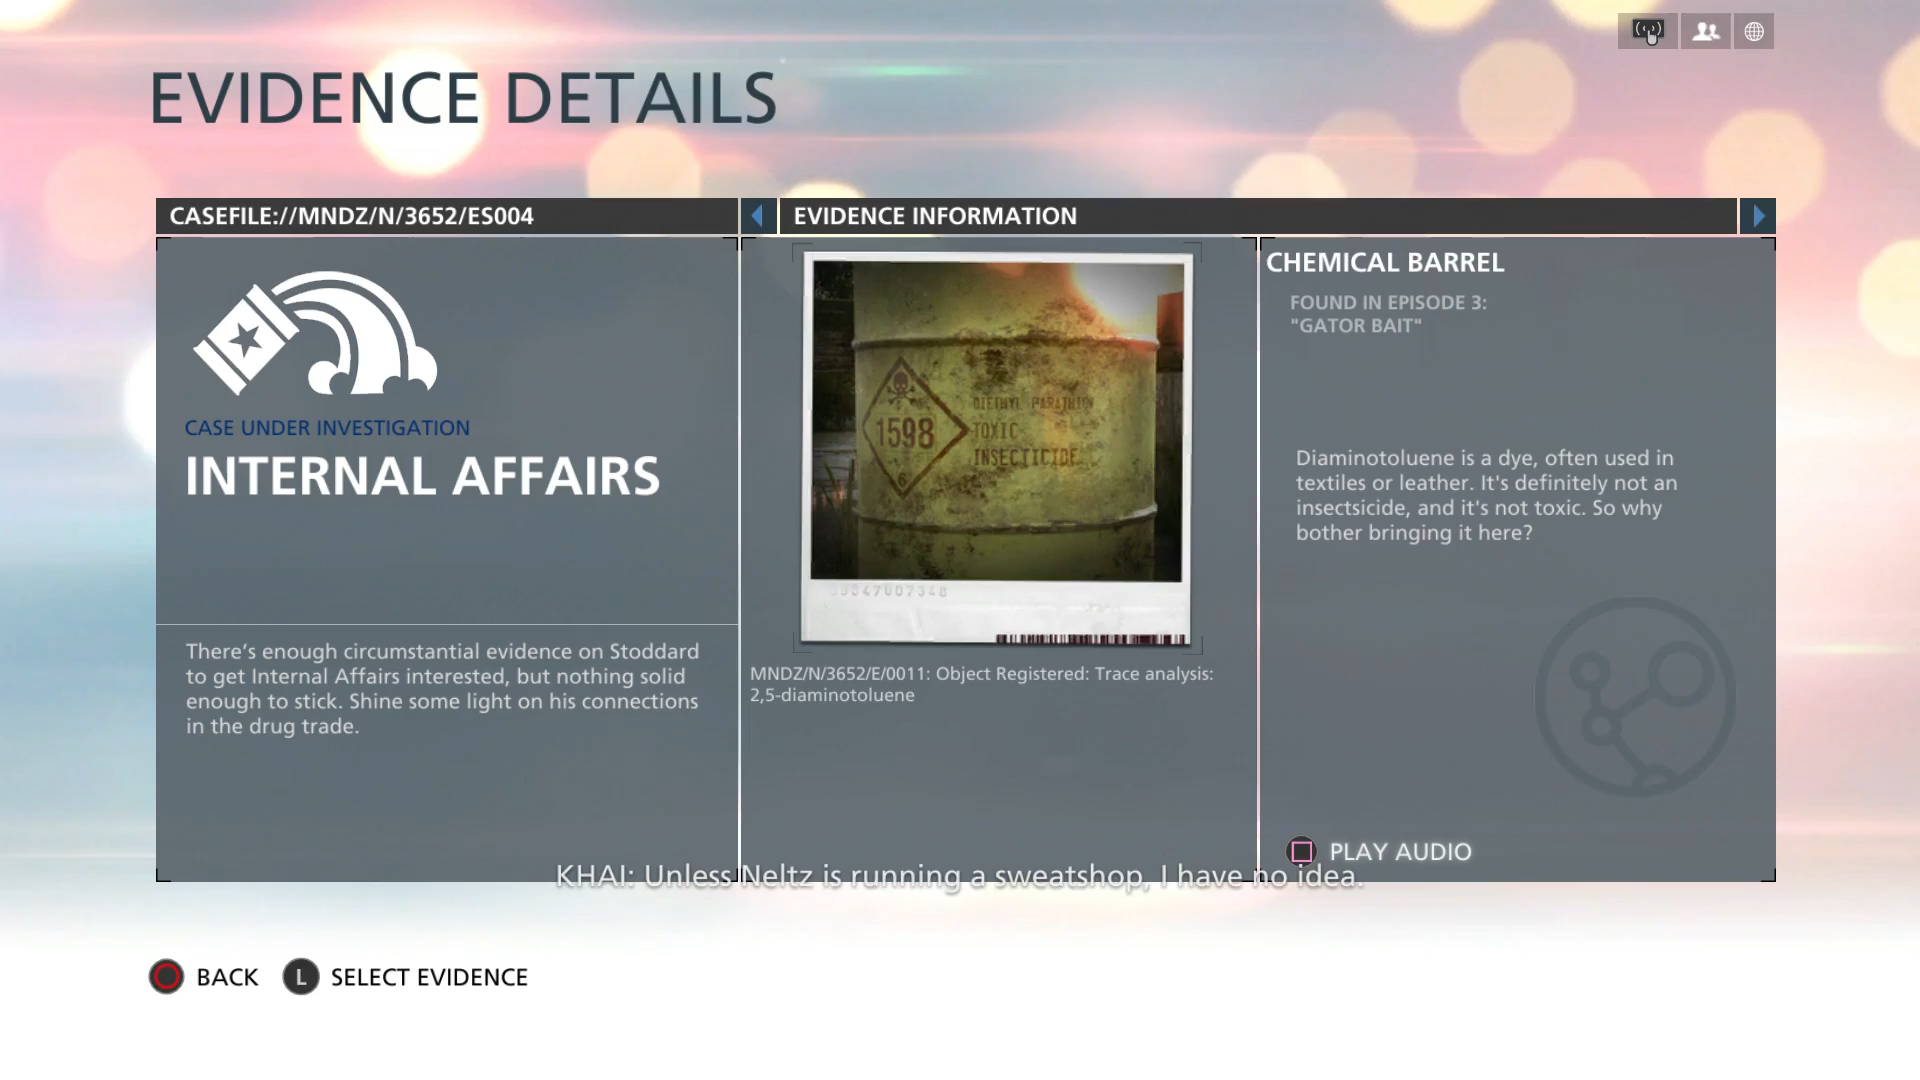 EVIDENCE DETAILS
CASEFILE://MNDZ/N/3652/ES004
EVIDENCE INFORMATION
CASE UNDER INVESTIGATION
INTERNAL AFFAIRS
There's enough circumstantial evidence on Stoddard
to get Internal Affairs interested, but nothing solid
enough to stick. Shine some light on his connections
in the drug trade.
DIETHYL PARATHION
1598
TOXIC
INSECTICIDE
6
MNDZ/N/3652/E/0011: Object Registered: Trace analysis:
2,5-diaminotoluene
CHEMICAL BARREL
FOUND IN EPISODE 3:
"GATOR BAIT"
Diaminotoluene is a dye, often used in
textiles or leather. It's definitely not an
insectsicide, and it's not toxic. So why
bother bringing it here?
PLAY AUDIO
KHAI: Unless Neltz is running a sweatshop, I have no idea.
BACK
L SELECT EVIDENCE